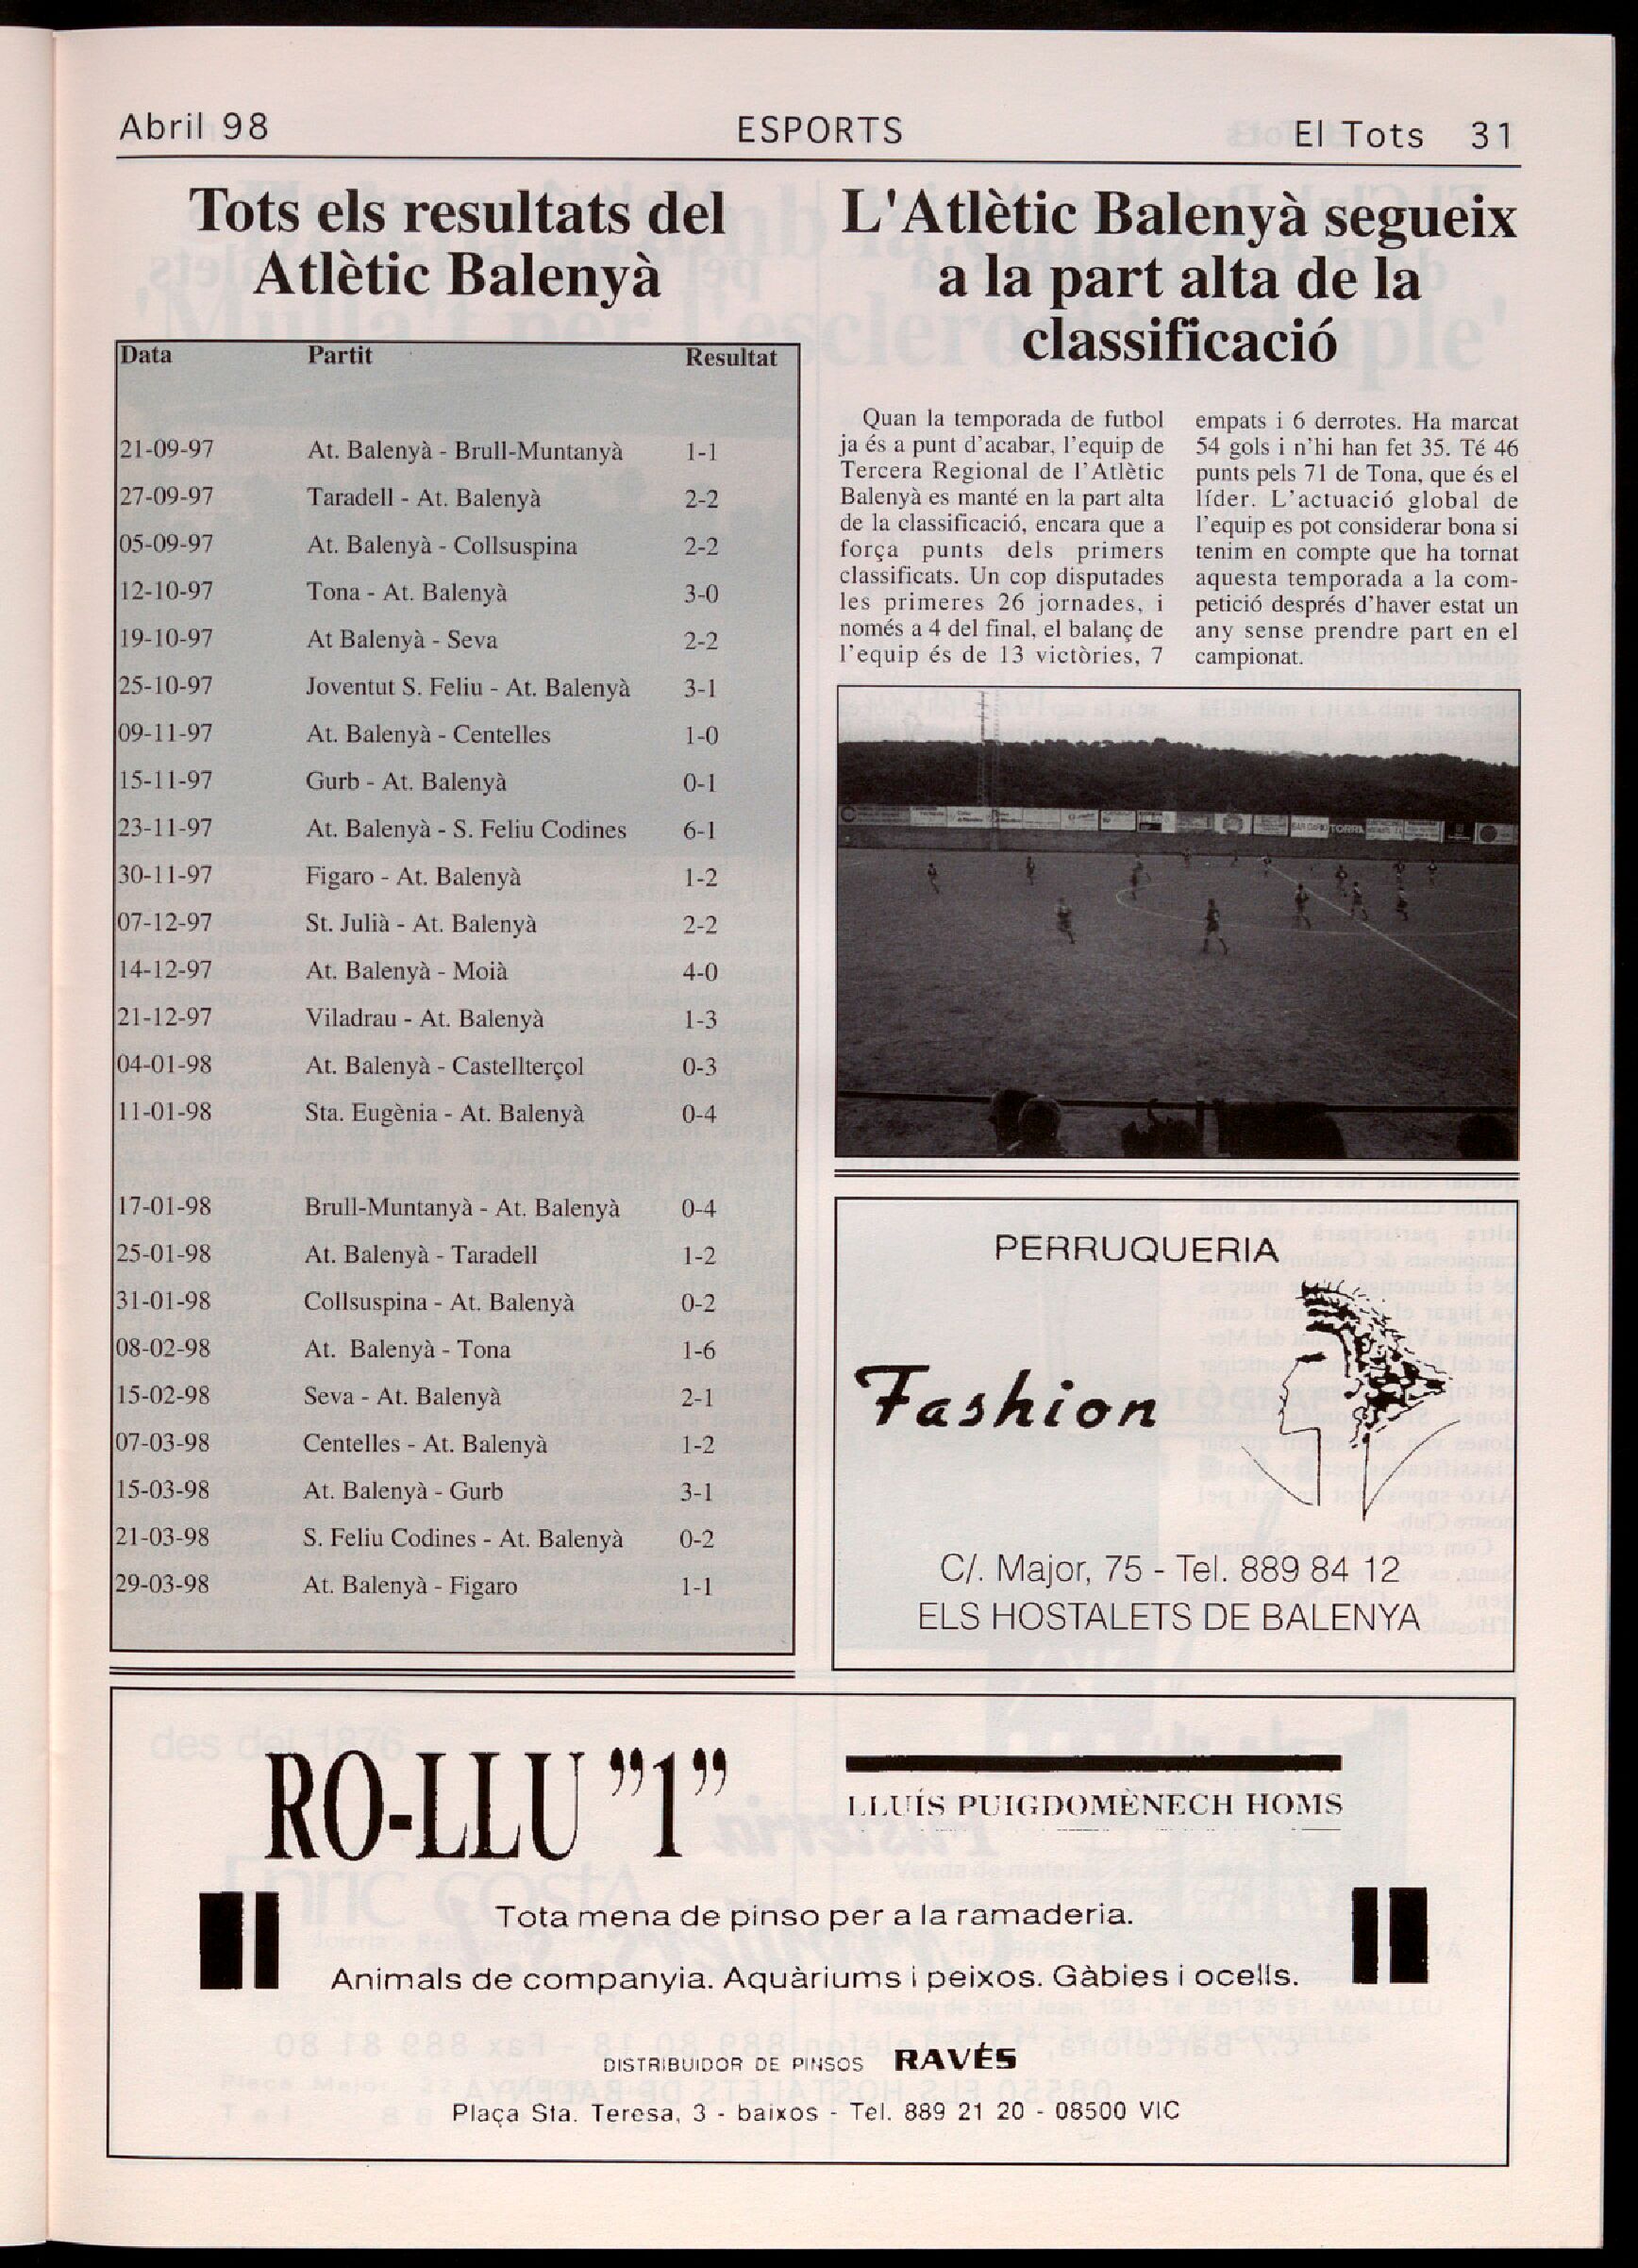 Abril 98
ESPORTS
El Tots 31
Tots els resultats del
Atlètic Balenyà
Data Partit Resultat
21-09-97 At. Balenyà - Brull-Muntanyà 1-1
27-09-97 Taradell - At. Balenyà 2-2
05-09-97 At. Balenyà - Collsuspina 2-2
12-10-97 Tona - At. Balenyà 3-0
19-10-97 At Balenyà - Seva 2-2
25-10-97 Joventut S. Feliu - At. Balenyà 3-1
09-11-97 At. Balenyà - Centelles 1-0
15-11-97 Gurb - At. Balenyà 0-1
23-11-97 At. Balenyà - S. Feliu Codines 6-1
30-11-97 Figaro - At. Balenyà 1-2
07-12-97 St. Julià - At. Balenyà 2-2
14-12-97 At. Balenyà - Moià 4-0
21-12-97 Viladrau - At. Balenyà 1-3
04-01-98 At. Balenyà - Castellterçol 0-3
11-01-98 Sta. Eugènia - At. Balenyà 0-4
17-01-98 Brull-Muntanyà - At. Balenyà 0-4
25-01-98 At. Balenyà - Taradell 1-2
31-01-98 Collsuspina - At. Balenyà 0-2
08-02-98 At. Balenyà - Tona 1-6
15-02-98 Seva - At. Balenyà 2-1
07-03-98 Centelles - At. Balenyà 1-2
15-03-98 At. Balenyà - Gurb 3-1
21-03-98 S. Feliu Codines - At. Balenyà 0-2
29-03-98 At. Balenyà - Figaro 1-1
L'Atlètic Balenyà segueix
a la part alta de la
classificació
Quan la temporada de futbol
ja és a punt d'acabar, l'equip de
Tercera Regional de l'Atlètic
Balenyà es manté en la part alta
de la classificació, encara que a
força punts dels primers
classificats. Un cop disputades
les primeres 26 jornades, i
només a 4 del final, el balanç de
l'equip és de 13 victòries, 7
empats i 6 derrotes. Ha marcat
54 gols i n'hi han fet 35. Té 46
punts pels 71 de Tona, que és el
líder. L'actuació global de
l'equip es pot considerar bona si
tenim en compte que ha tornat
aquesta temporada a la com-
petició després d'haver estat un
any sense prendre part en el
campionat.
TORRA
PERRUQUERIA
Fashion
C/. Major, 75 - Tel. 889 84 12
ELS HOSTALETS DE BALENYA
RO-LLU "1"
LLUÍS PUIGDOMÈNECH HOMS
Tota mena de pinso per a la ramaderia.
Animals de companyia. Aquàriums i peixos. Gàbies i ocells.
DISTRIBUIDOR DE PINSOS RAVÉS
Plaça Sta. Teresa, 3 - baixos - Tel. 889 21 20 - 08500 VIC